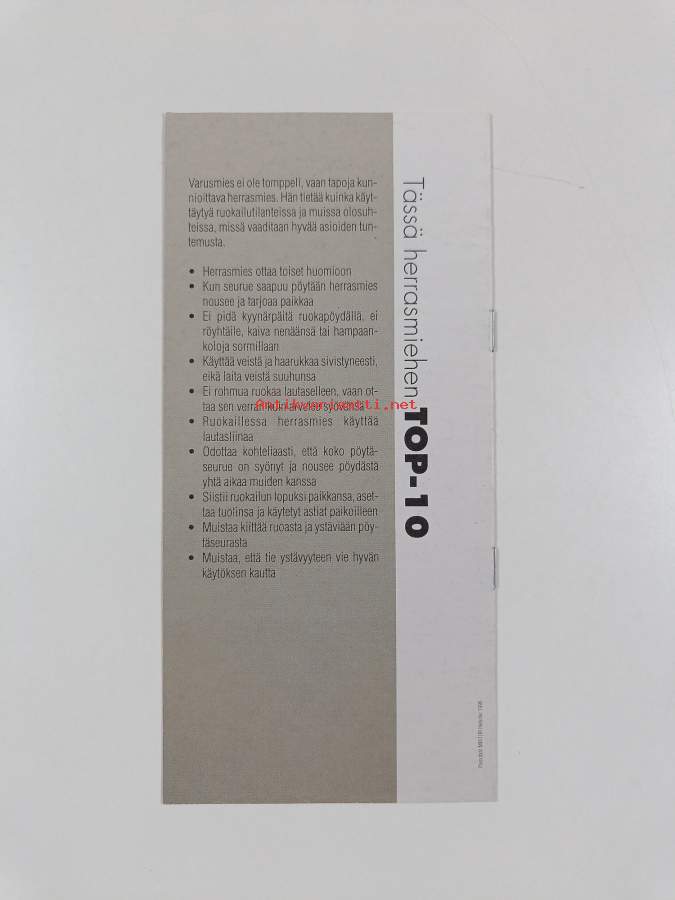 Varusmies ei ole tomppeli, vaan tapoja kun-
nioittava herrasmies. Hän tietää kuinka käyt-
täytyä ruokailutilanteissa ja muissa olosuh-
teissa, missä vaaditaan hyvää asioiden tun-
temusta.
• Herrasmies ottaa toiset huomioon
• Kun seurue saapuu pöytään herrasmies
nousee ja tarjoaa paikkaa
• Ei pidä kyynärpäitä ruokapöydällä, ei
röyhtäile, kaiva nenäänsä tai hampaan-
koloja sormillaan
• Käyttää veistä ja haarukkaa sivistyneesti,
eikä laita veistä suuhunsa
• Ei rohmua ruokaa lautaselleen, vaan ot-
taa sen verran kuin arvelee syövänsä
Antikvariaatti.net
• Ruokaillessa herrasmies käyttää
lautasliinaa
• Odottaa kohteliaasti, että koko pöytä-
seurue on syönyt ja nousee pöydästä
yhtä aikaa muiden kanssa
• Siistii ruokailun lopuksi paikkansa, aset-
taa tuolinsa ja käytetyt astiat paikoilleen
• Muistaa kiittää ruoasta ja ystäviään pöy-
täseurasta
• Muistaa, että tie ystävyyteen vie hyvän
käytöksen kautta
Tässä herrasmiehen TOP-10